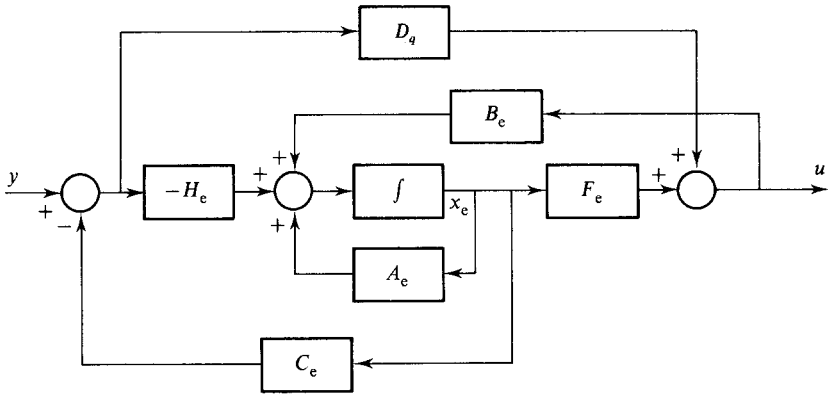 D_q
B_e
+
+
y
u
+
−
−H_e
+
+
∫
x_e
F_e
+
A_e
C_e